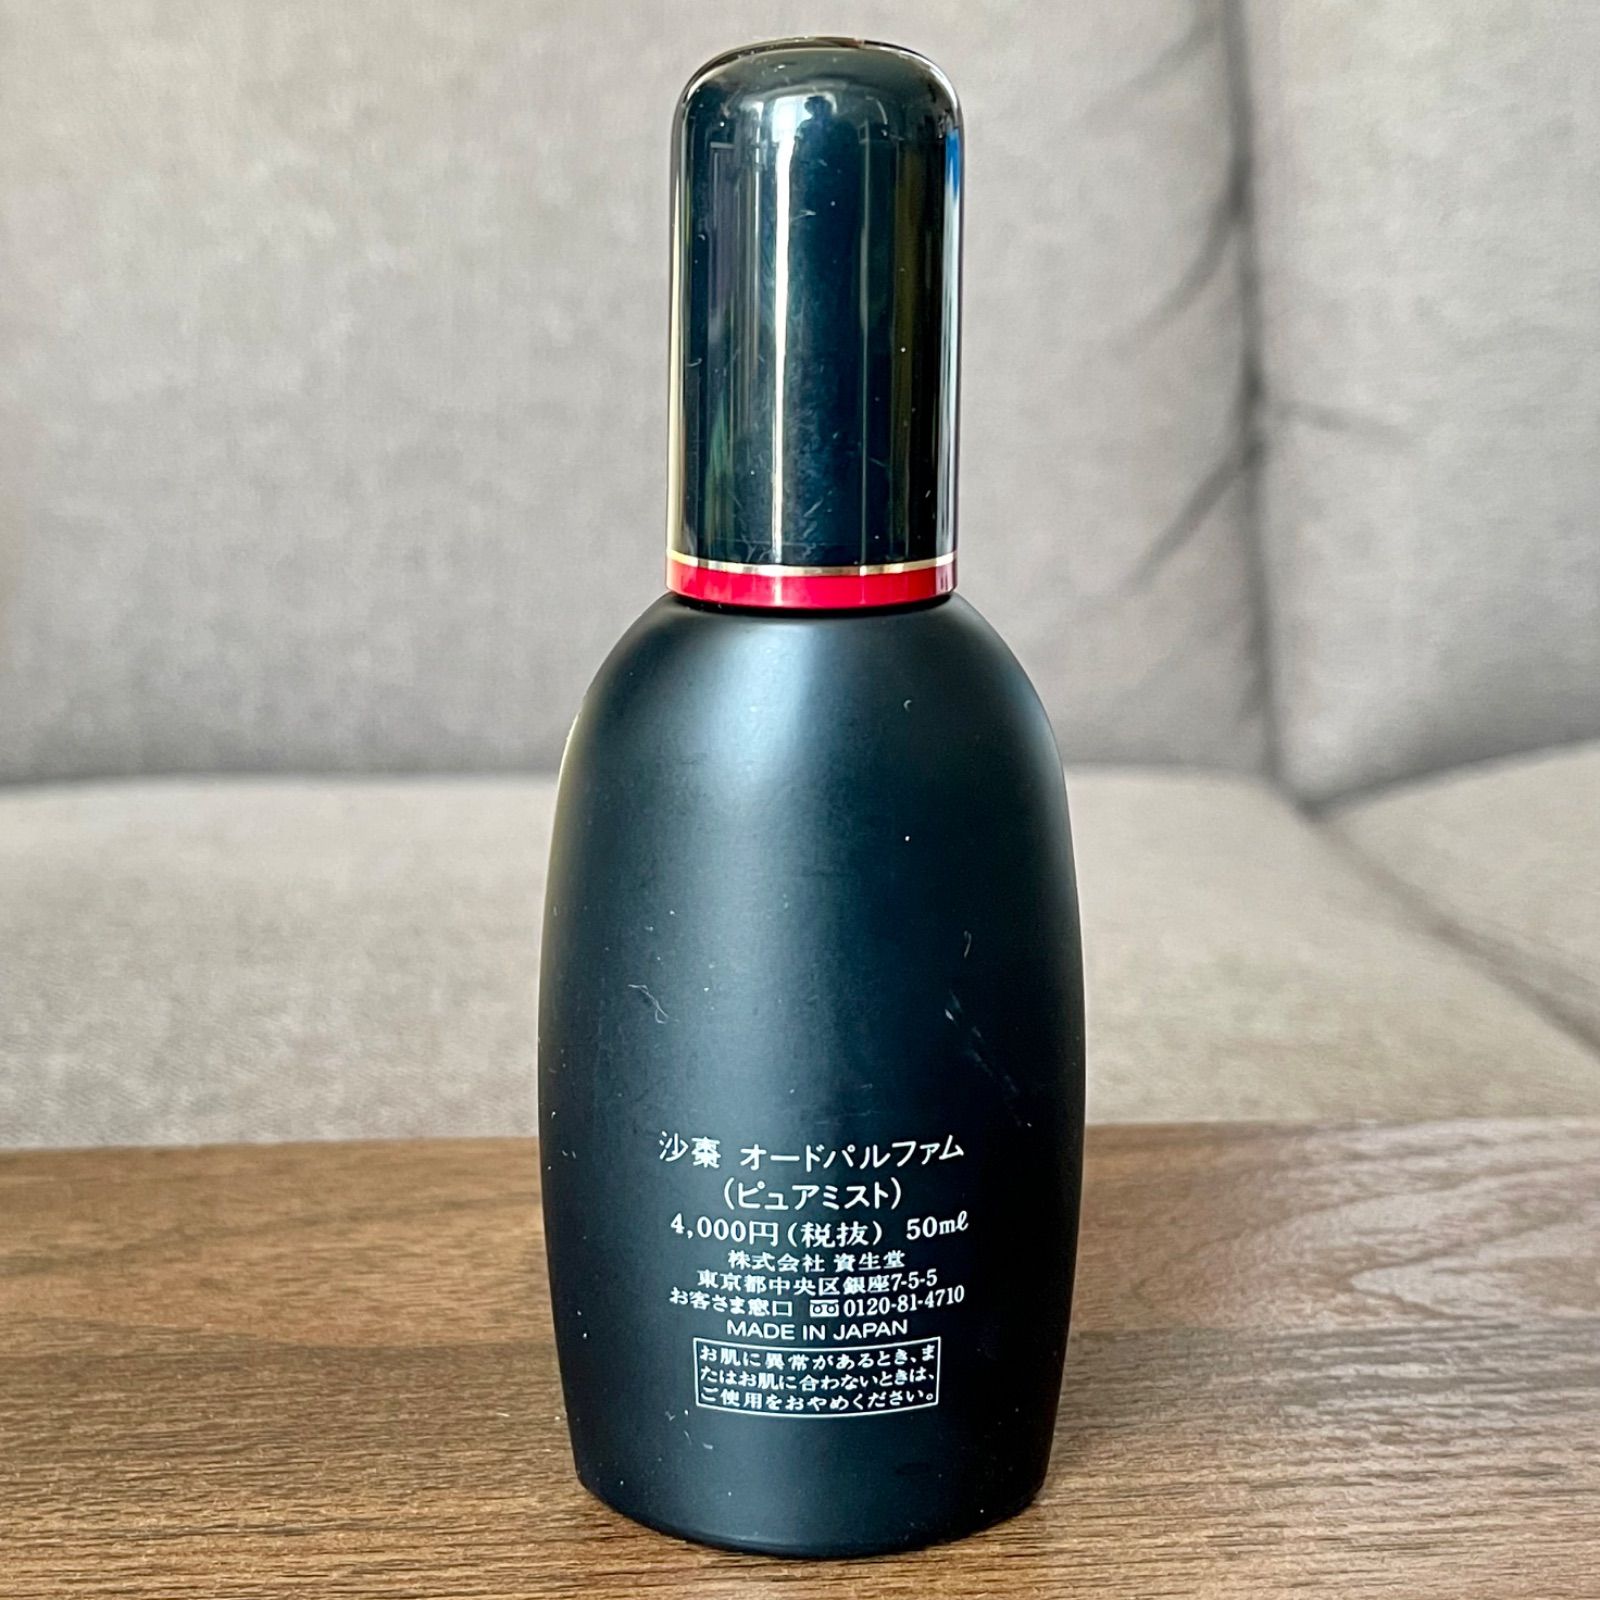 沙棗 オードパルファム
(ピュアミスト)
4,000円(税抜) 50mℓ
株式会社 資生堂
東京都中央区銀座7-5-5
お客さま窓口 0120-81-4710
MADE IN JAPAN
お肌に異常があるとき、ま
たはお肌に合わないときは、
ご使用をおやめください。